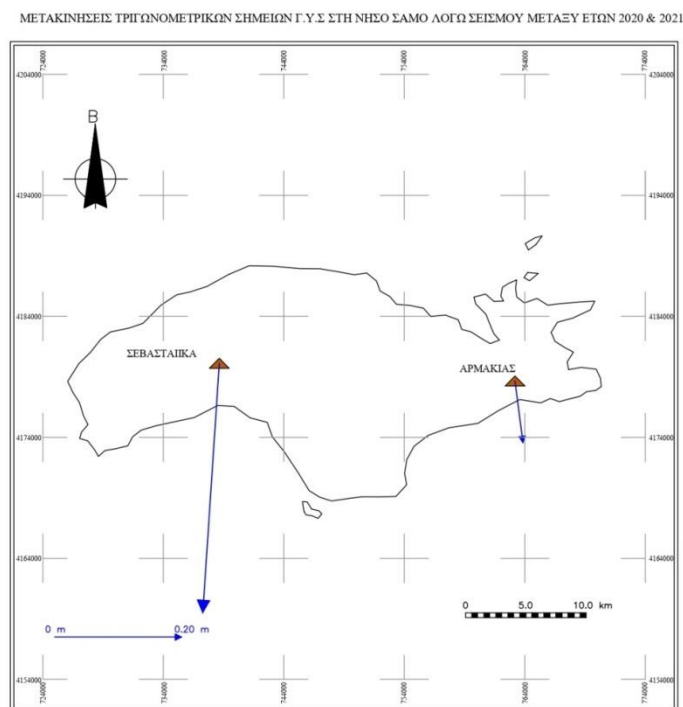 ΜΕΤΑΚΙΝΗΣΕΙΣ ΤΡΙΓΩΝΟΜΕΤΡΙΚΩΝ ΣΗΜΕΙΩΝ Γ.Υ.Σ ΣΤΗ ΝΗΣΟ ΣΑΜΟ ΛΟΓΩ ΣΕΙΣΜΟΥ ΜΕΤΑΞΥ ΕΤΩΝ 2020 & 2021
724000 734000 744000 754000 764000 774000
4204000 4204000
Β
4194000 4194000
4184000 4184000
ΣΕΒΑΣΤΑΙΙΚΑ
ΑΡΜΑΚΙΑΣ
4174000 4174000
4164000 4164000
0 5.0 10.0 km
0 m 0.20 m
4154000 4154000
724000 734000 744000 754000 764000 774000